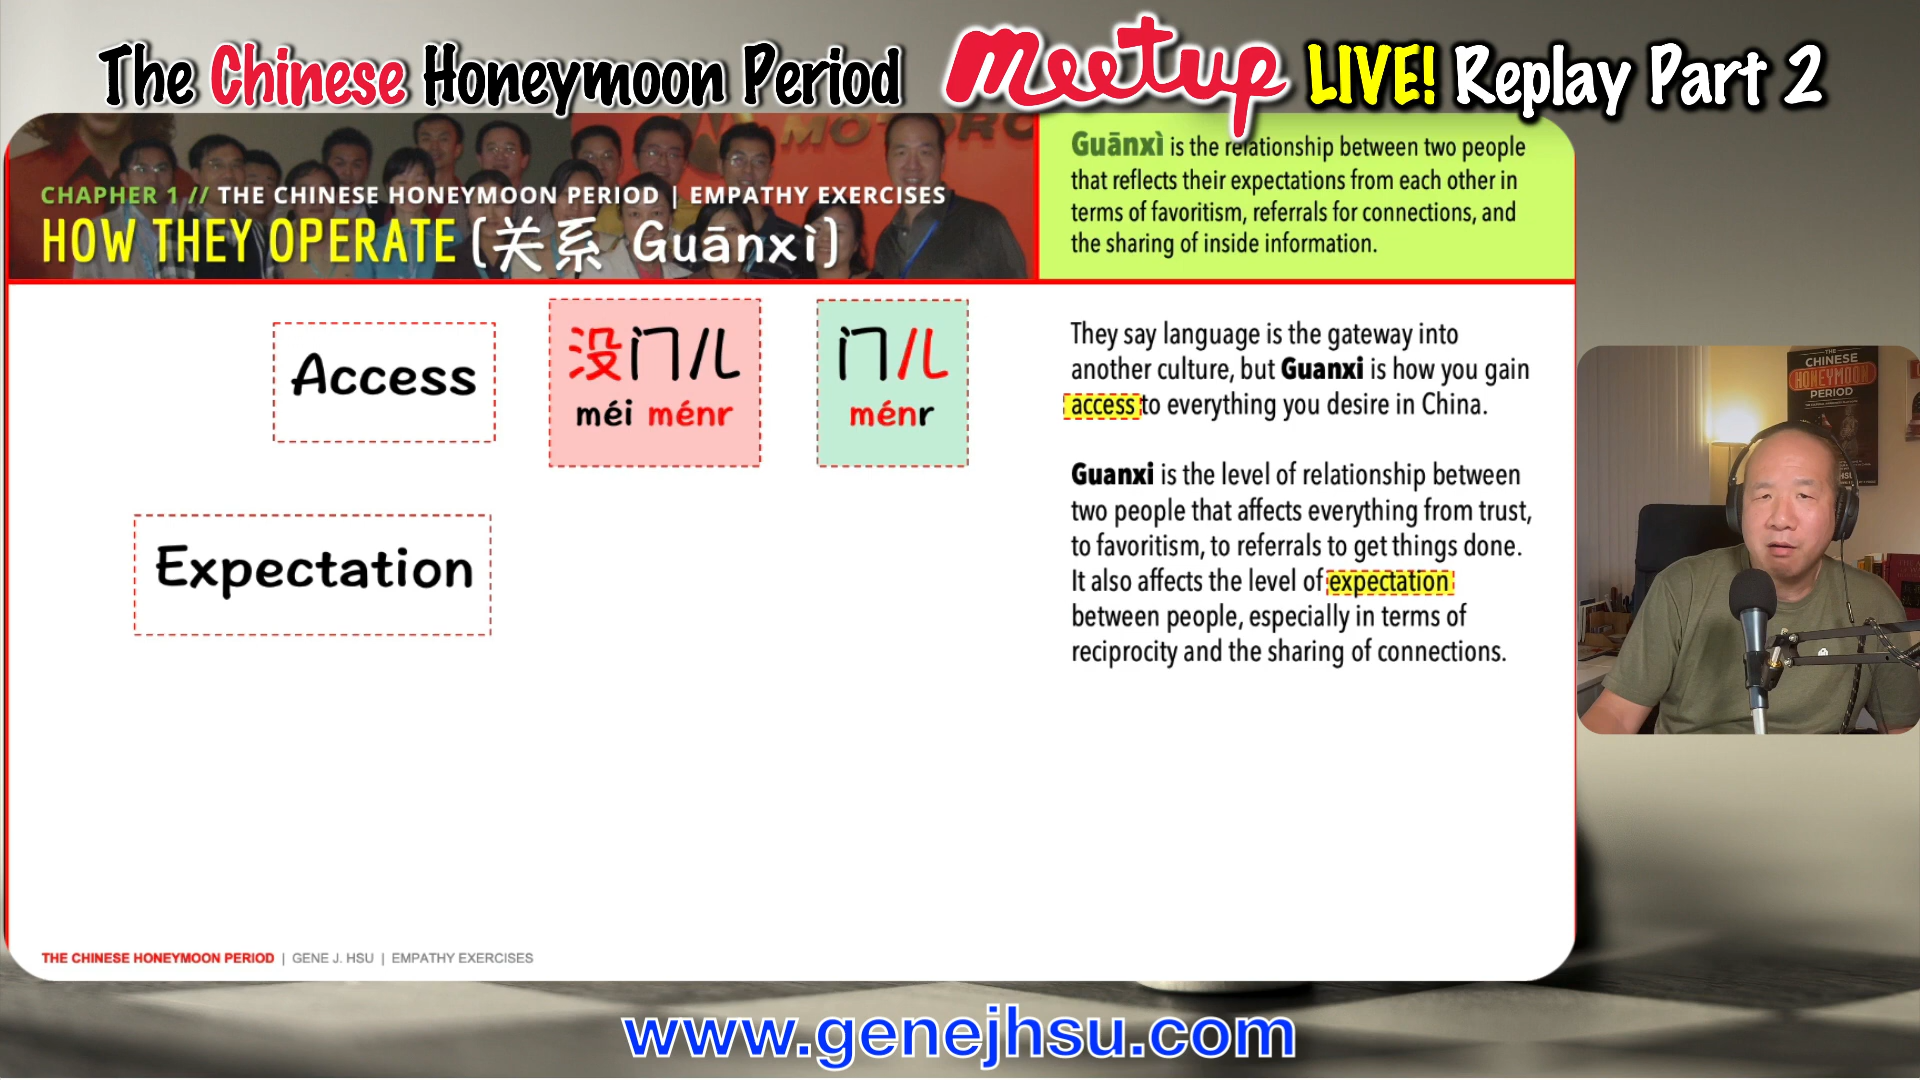 The Chinese Honeymoon Period Meetup LIVE! Replay Part 2
CHAPHER 1 // THE CHINESE HONEYMOON PERIOD | EMPATHY EXERCISES
HOW THEY OPERATE (关系 Guānxì)
Guānxì is the relationship between two people
that reflects their expectations from each other in
terms of favoritism, referrals for connections, and
the sharing of inside information.
Access
没门儿
méi ménr
门儿
ménr
Expectation
They say language is the gateway into
another culture, but Guanxi is how you gain
access to everything you desire in China.
Guanxi is the level of relationship between
two people that affects everything from trust,
to favoritism, to referrals to get things done.
It also affects the level of expectation
between people, especially in terms of
reciprocity and the sharing of connections.
THE CHINESE
HONEYMOON
PERIOD
THE CHINESE HONEYMOON PERIOD | GENE J. HSU | EMPATHY EXERCISES
www.genejhsu.com